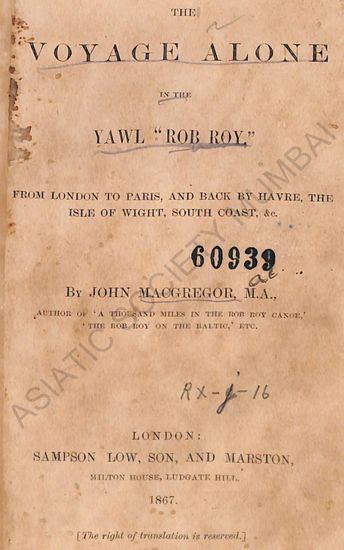 THE
VOYAGE ALONE
IN THE
YAWL "ROB ROY,"
FROM LONDON TO PARIS, AND BACK BY HAVRE, THE
ISLE OF WIGHT, SOUTH COAST, &c.
60939
BY JOHN MACGREGOR, M.A.,
AUTHOR OF 'A THOUSAND MILES IN THE ROB ROY CANOE,'
'THE ROB ROY ON THE BALTIC,' ETC.
LONDON:
SAMPSON LOW, SON, AND MARSTON,
MILTON HOUSE, LUDGATE HILL.
1867.
[The right of translation is reserved.]
ASIATIC SOCIETY MUMBAI